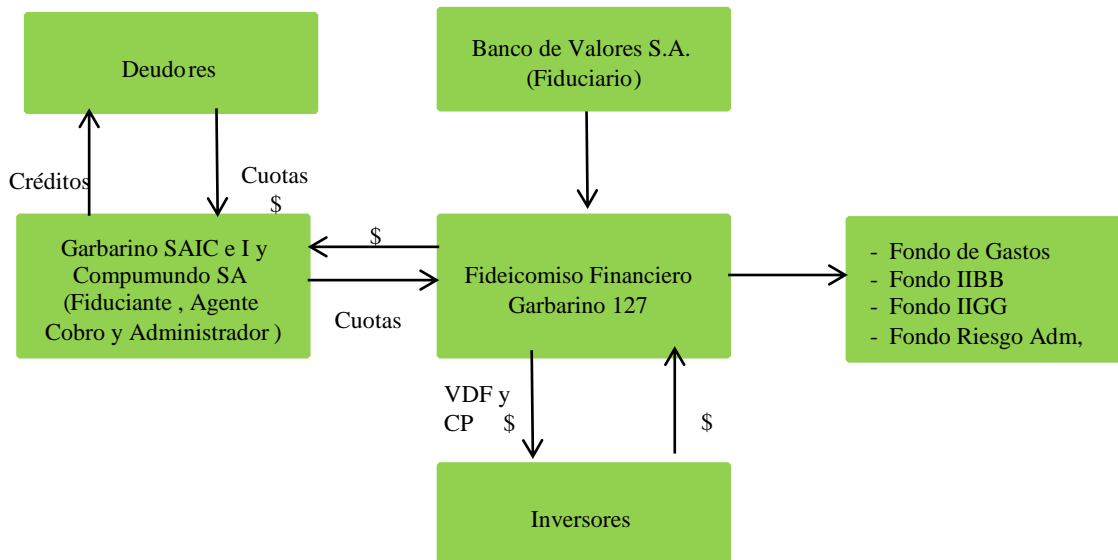 Deudores
Banco de Valores S.A.
(Fiduciario)
Créditos
Cuotas
$
Garbarino SAIC e I y
Compumundo SA
(Fiduciante , Agente
Cobro y Administrador )
$
Cuotas
Fideicomiso Financiero
Garbarino 127
- Fondo de Gastos
- Fondo IIBB
- Fondo IIGG
- Fondo Riesgo Adm,
VDF y
CP $
$
Inversores